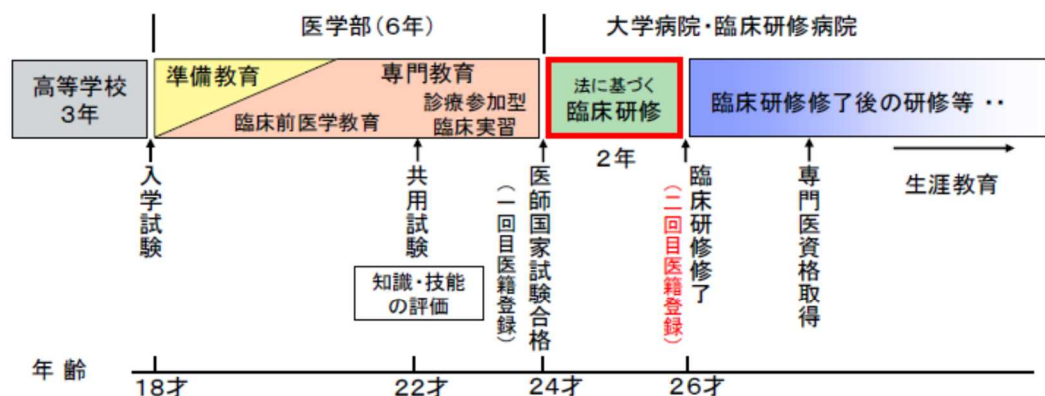 医学部（6年）
大学病院・臨床研修病院
高等学校
3年
準備教育
専門教育
臨床前医学教育
診療参加型
臨床実習
法に基づく
臨床研修
臨床研修修了後の研修等 ・・
2年
生涯教育
入学試験
共用試験
知識・技能
の評価
医師国家試験合格
（一回目医籍登録）
臨床研修修了
（二回目医籍登録）
専門医資格取得
年 齢
18才
22才
24才
26才